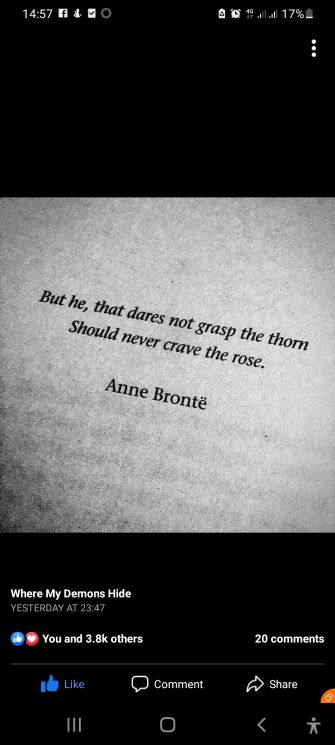 14:57
4G
17%
But he, that dares not grasp the thorn
Should never crave the rose.
Anne Brontë
Where My Demons Hide
YESTERDAY AT 23:47
You and 3.8k others
20 comments
Like
Comment
Share